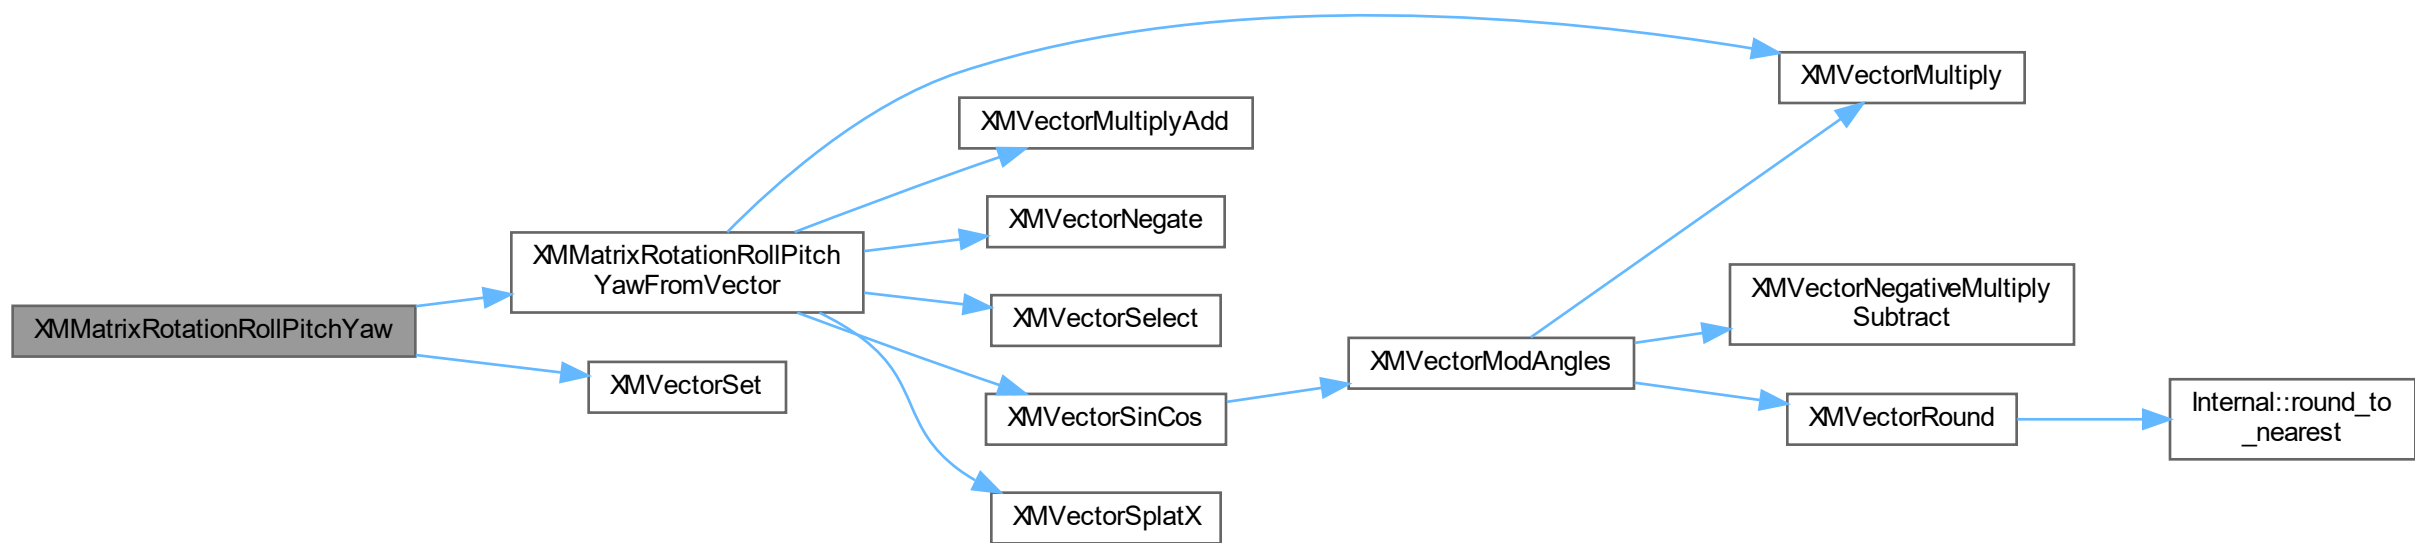 XMVectorMultiply
XMVectorMultiplyAdd
XMVectorNegate
XMMatrixRotationRollPitch
YawFromVector
XMVectorNegativeMultiply
Subtract
XMMatrixRotationRollPitchYaw
XMVectorSelect
XMVectorModAngles
XMVectorSet
XMVectorSinCos
XMVectorRound
Internal::round_to
_nearest
XMVectorSplatX